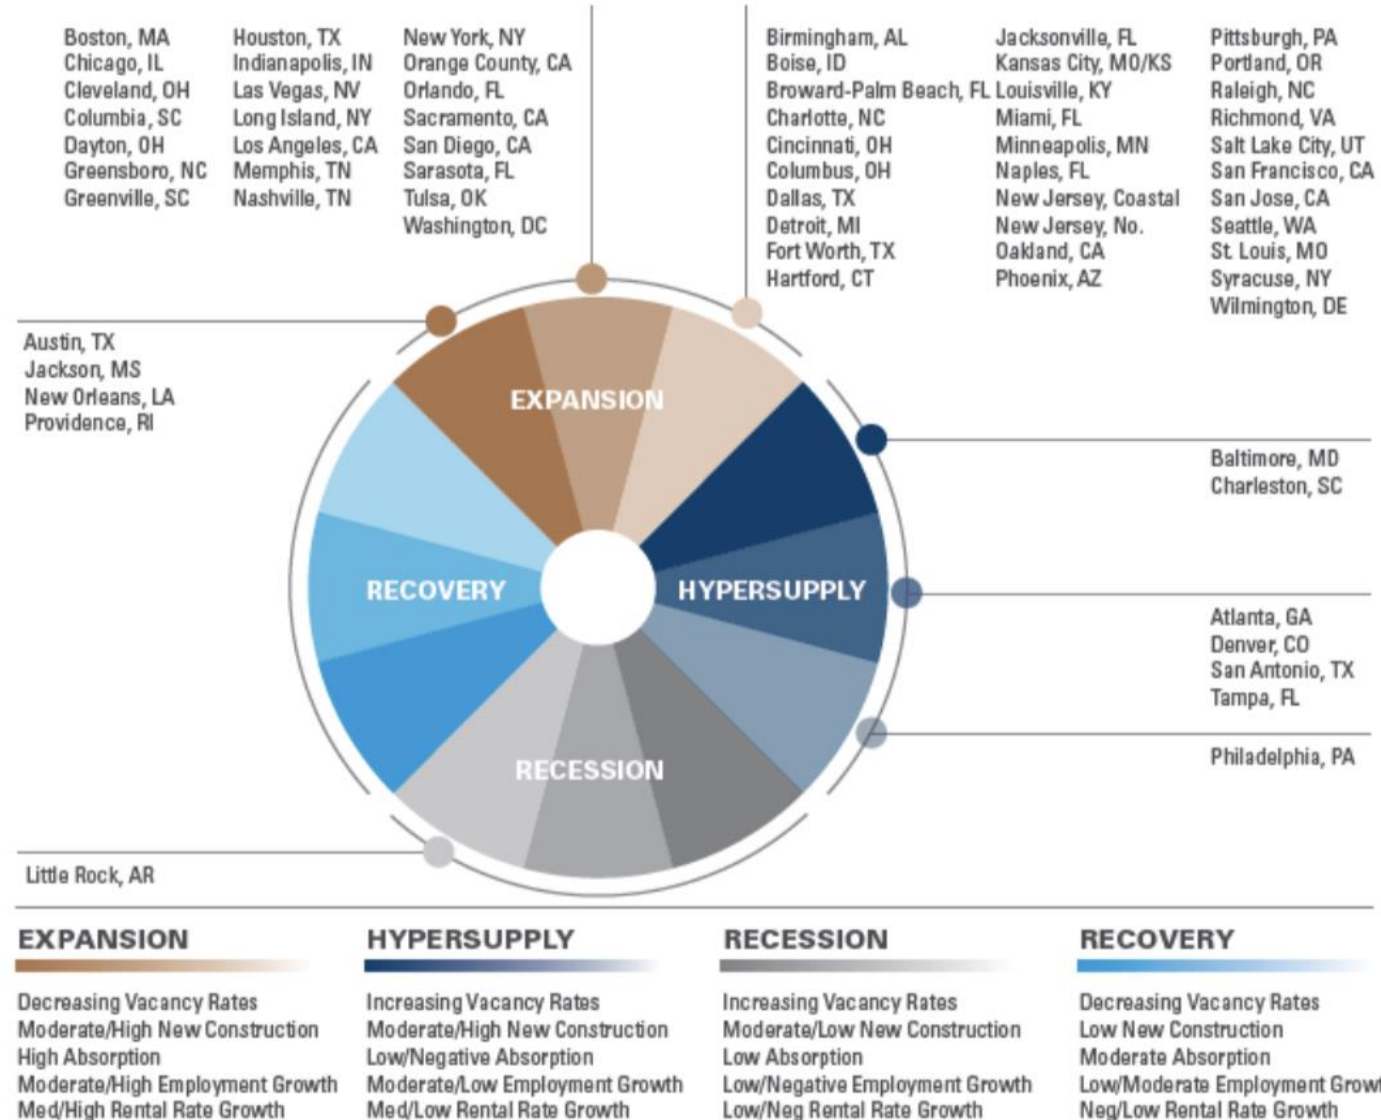 Boston, MA
Chicago, IL
Cleveland, OH
Columbia, SC
Dayton, OH
Greensboro, NC
Greenville, SC
Houston, TX
Indianapolis, IN
Las Vegas, NV
Long Island, NY
Los Angeles, CA
Memphis, TN
Nashville, TN
New York, NY
Orange County, CA
Orlando, FL
Sacramento, CA
San Diego, CA
Sarasota, FL
Tulsa, OK
Washington, DC
Birmingham, AL
Boise, ID
Broward-Palm Beach, FL
Charlotte, NC
Cincinnati, OH
Columbus, OH
Dallas, TX
Detroit, MI
Fort Worth, TX
Hartford, CT
Jacksonville, FL
Kansas City, MO/KS
Louisville, KY
Miami, FL
Minneapolis, MN
Naples, FL
New Jersey, Coastal
New Jersey, No.
Oakland, CA
Phoenix, AZ
Pittsburgh, PA
Portland, OR
Raleigh, NC
Richmond, VA
Salt Lake City, UT
San Francisco, CA
San Jose, CA
Seattle, WA
St. Louis, MO
Syracuse, NY
Wilmington, DE
Austin, TX
Jackson, MS
New Orleans, LA
Providence, RI
EXPANSION
Baltimore, MD
Charleston, SC
RECOVERY
HYPERSUPPLY
Atlanta, GA
Denver, CO
San Antonio, TX
Tampa, FL
Philadelphia, PA
RECESSION
Little Rock, AR
EXPANSION
Decreasing Vacancy Rates
Moderate/High New Construction
High Absorption
Moderate/High Employment Growth
Med/High Rental Rate Growth
HYPERSUPPLY
Increasing Vacancy Rates
Moderate/High New Construction
Low/Negative Absorption
Moderate/Low Employment Growth
Med/Low Rental Rate Growth
RECESSION
Increasing Vacancy Rates
Moderate/Low New Construction
Low Absorption
Low/Negative Employment Growth
Low/Neg Rental Rate Growth
RECOVERY
Decreasing Vacancy Rates
Low New Construction
Moderate Absorption
Low/Moderate Employment Growt
Neg/Low Rental Rate Growth